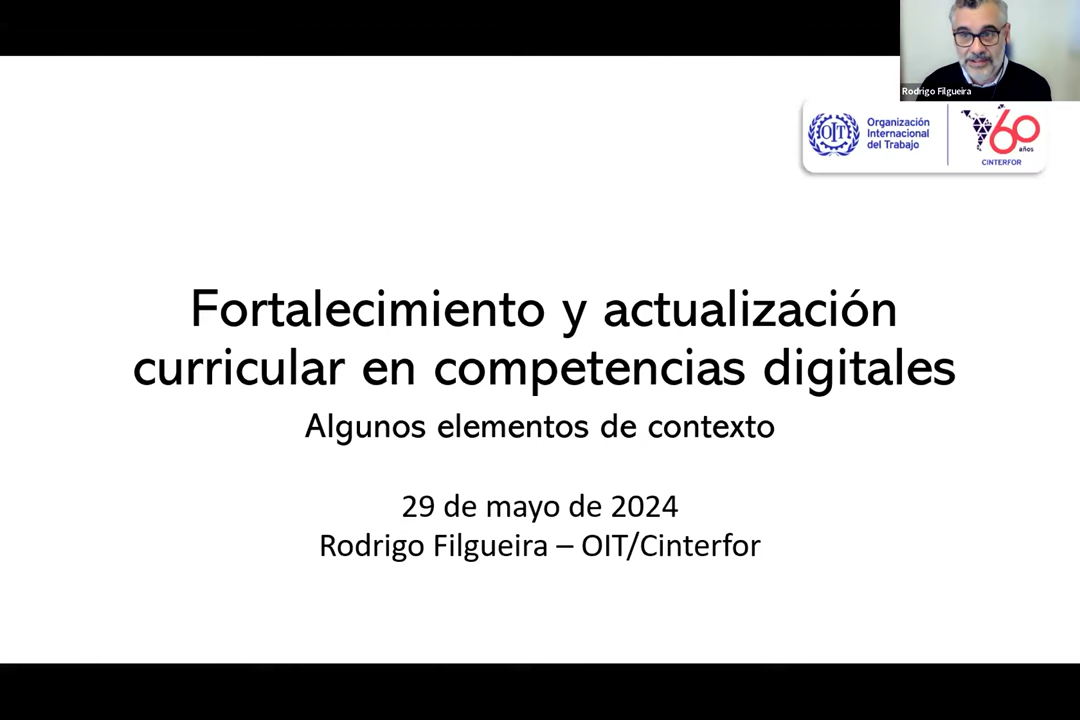 Rodrigo Filgueira
OIT
Organización
Internacional
del Trabajo
60
años
CINTERFOR
Fortalecimiento y actualización
curricular en competencias digitales
Algunos elementos de contexto
29 de mayo de 2024
Rodrigo Filgueira – OIT/Cinterfor